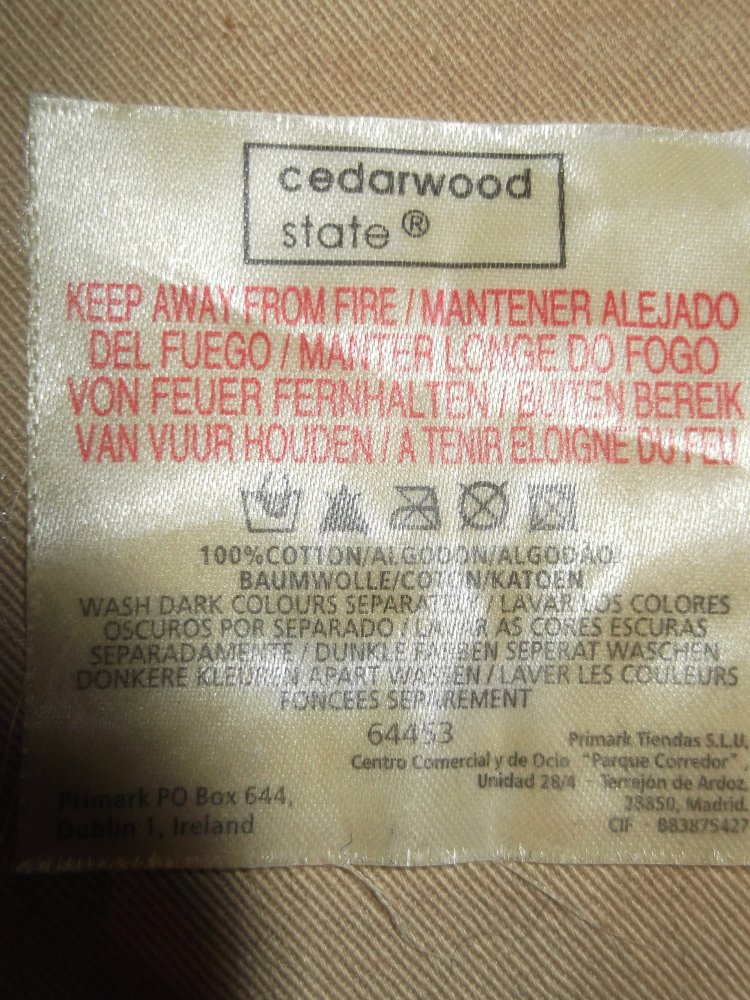 cedarwood
state®
KEEP AWAY FROM FIRE / MANTENER ALEJADO
DEL FUEGO / MANTER LONGE DO FOGO
VON FEUER FERNHALTEN / BUITEN BEREIK
VAN VUUR HOUDEN / A TENIR ELOIGNE DU FEU
100%COTTON/ALGODON/ALGODÃO/
BAUMWOLLE/COTON/KATOEN
WASH DARK COLOURS SEPARATELY / LAVAR LOS COLORES
OSCUROS POR SEPARADO / LAVAR AS CORES ESCURAS
SEPARADAMENTE / DUNKLE FARBEN SEPERAT WASCHEN
DONKERE KLEUREN APART WASSEN / LAVER LES COULEURS
FONCEES SEPAREMENT
64453
Primark Tiendas S.L.U.
Centro Comercial y de Ocio "Parque Corredor",
Unidad 28/4 - Torrejón de Ardoz
28850, Madrid.
CIF - B83875427
Primark PO Box 644,
Dublin 1, Ireland